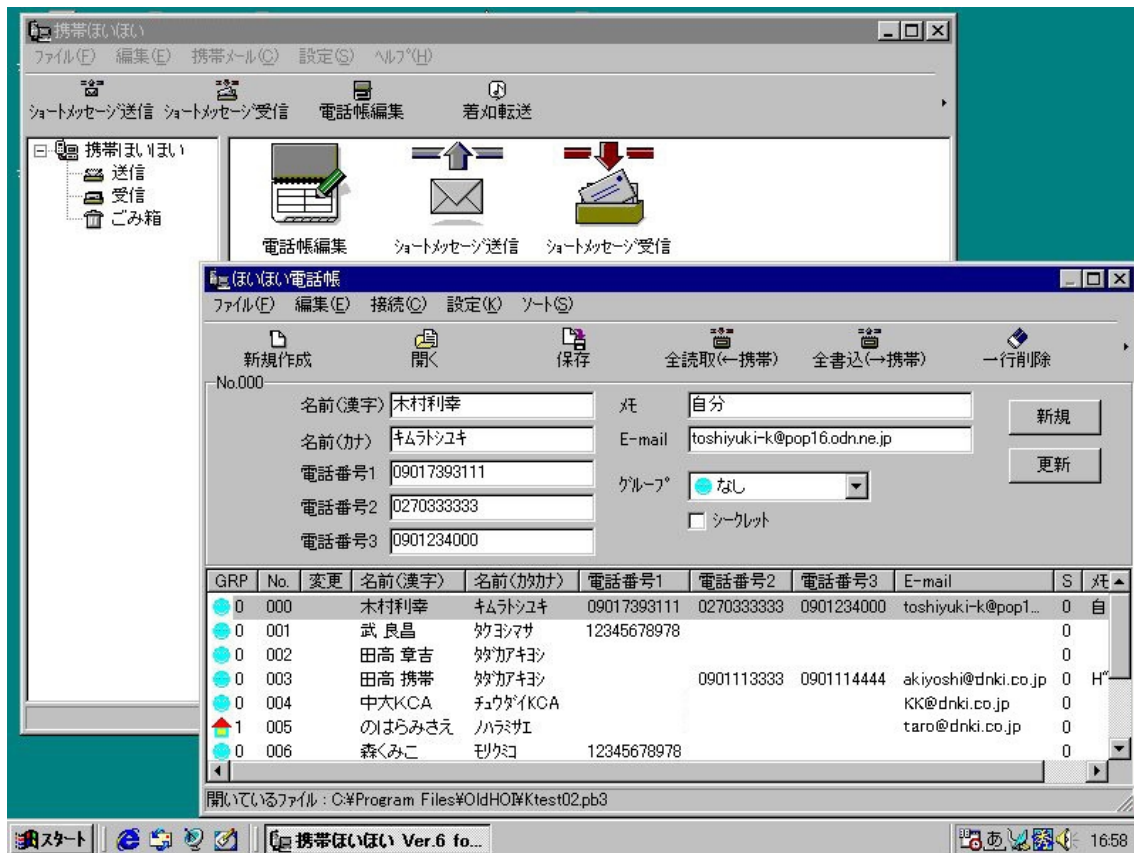 携帯ほいほい
ファイル(F) 編集(E) 携帯メール(C) 設定(S) ヘルプ(H)
ショートメッセージ送信 ショートメッセージ受信 電話帳編集 着メロ転送
携帯ほいほい
送信
受信
ごみ箱
電話帳編集 ショートメッセージ送信 ショートメッセージ受信
ほいほい電話帳
ファイル(F) 編集(E) 接続(C) 設定(K) ソート(S)
新規作成 開く 保存 全読取(←携帯) 全書込(→携帯) 一行削除
No.000
名前(漢字) 木村利幸 メモ 自分 新規
名前(カナ) キムラトシユキ E-mail toshiyuki-k@pop16.odn.ne.jp
電話番号1 09017393111 グループ なし 更新
電話番号2 0270333333 シークレット
電話番号3 0901234000
GRP No. 変更 名前(漢字) 名前(カタカナ) 電話番号1 電話番号2 電話番号3 E-mail S メモ
0 000 木村利幸 キムラトシユキ 09017393111 0270333333 0901234000 toshiyuki-k@pop1... 0 自
0 001 武 良昌 タケヨシマサ 12345678978 0
0 002 田高 章吉 タダカアキヨシ 0
0 003 田高 携帯 タダカアキヨシ 0901113333 0901114444 akiyoshi@dnki.co.jp 0 H"
0 004 中大KCA チュウダイKCA KK@dnki.co.jp 0
1 005 のはらみさえ ノハラミサエ taro@dnki.co.jp 0
0 006 森くみこ モリクミコ 12345678978 0
開いているファイル : C:¥Program Files¥OldHOI¥Ktest02.pb3
スタート 携帯ほいほい Ver.6 fo... あ 16:58